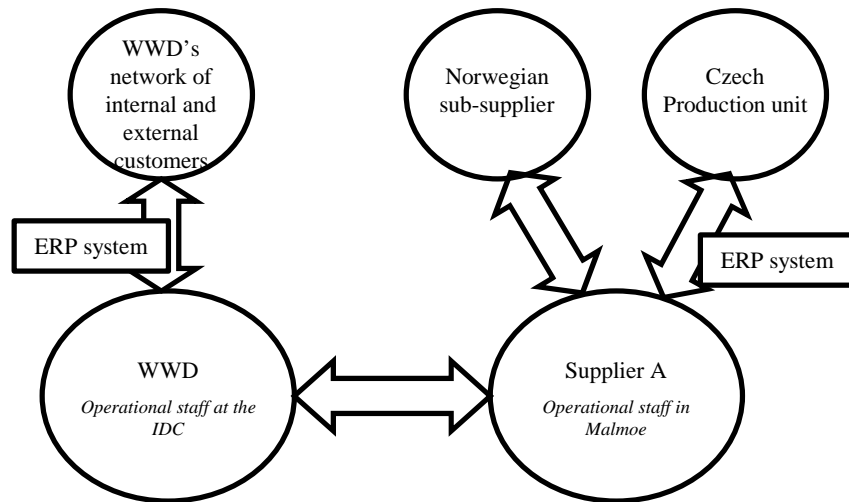 WWD's
network of
internal and
external
customers
Norwegian
sub-supplier
Czech
Production unit
ERP system
ERP system
WWD
Operational staff at the
IDC
Supplier A
Operational staff in
Malmoe